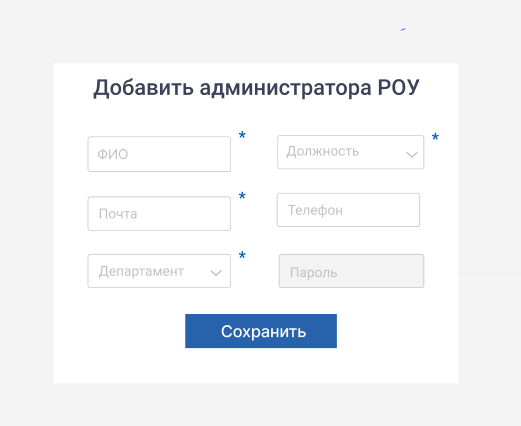 Добавить администратора РОУ
ФИО * Должность *
Почта * Телефон
Департамент * Пароль
Сохранить